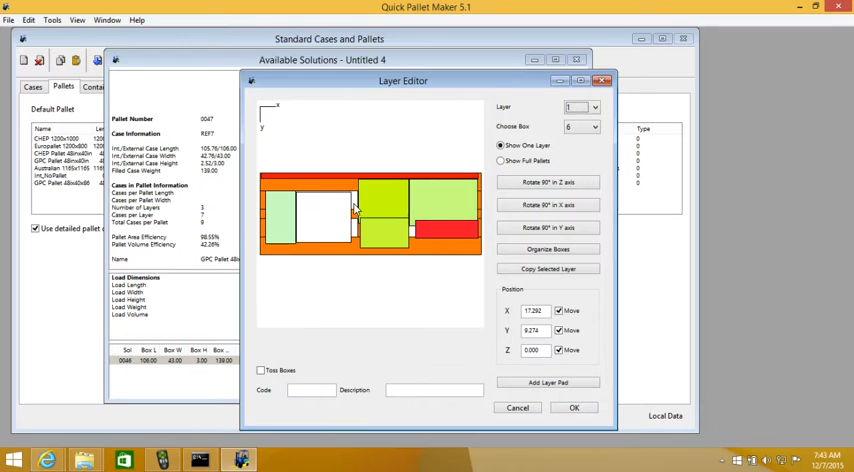 Quick Pallet Maker 5.1
File Edit Tools View Window Help
Standard Cases and Pallets
Available Solutions - Untitled 4
Layer Editor
Cases Pallets Contai
Default Pallet
Name Len
CHEP 1200x1000
Europallet 1200x800
CHEP 48inx40in
GPC Pallet 48inx40in
Australian 1165x1165
Int_NoPallet
GPC Pallet 48inx36in
Use detailed pallet
Pallet Number 0047
Case Information REF7
Int./External Case Length 105.76/106.00
Int./External Case Width 42.76/43.00
Int./External Case Height 2.52/3.00
Filled Case Weight 139.00
Cases in Pallet Information
Cases per Pallet Length
Cases per Pallet Width
Number of Layers 3
Cases per Layer 7
Total Cases per Pallet 9
Pallet Area Efficiency 98.55%
Pallet Volume Efficiency 42.26%
Name GPC Pallet 48
Load Dimensions
Load Length
Load Width
Load Height
Load Volume
Sol Box L Box W Box H Box ..
0046 106.00 43.00 3.00 139.00
x
y
Layer 1
Choose Box 6
Show One Layer
Show Full Pallets
Rotate 90° in Z axis
Rotate 90° in X axis
Rotate 90° in Y axis
Organize Boxes
Copy Selected Layer
Position
X 17.292 Move
Y 9.274 Move
Z 0.000 Move
Toss Boxes
Code Description
Add Layer Pad
Cancel OK
Type
Local Data
7:43 AM
12/7/2015